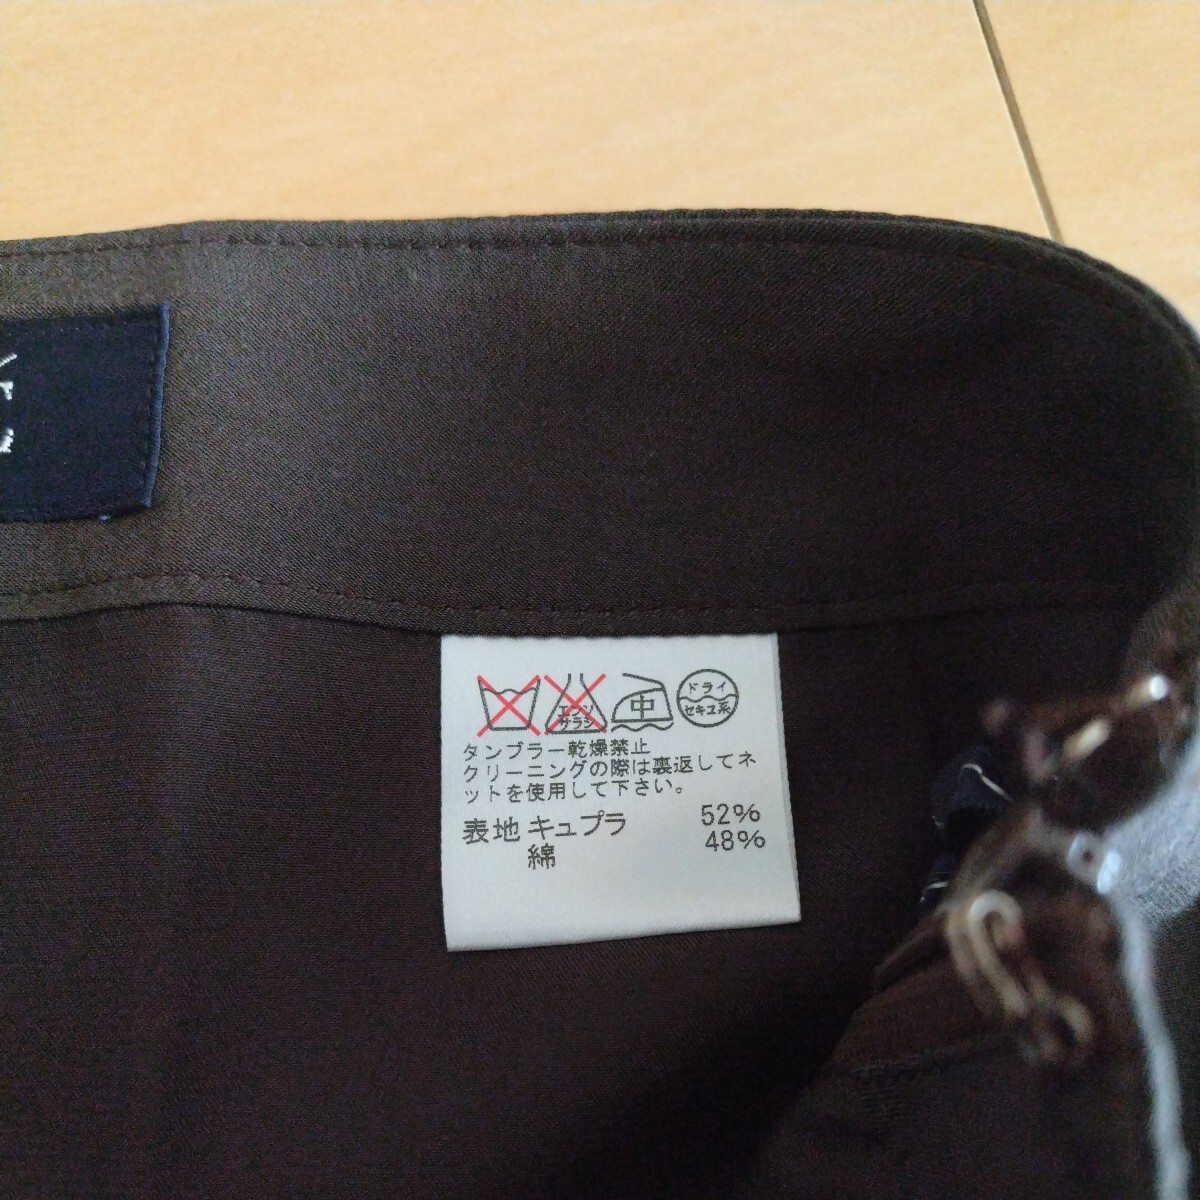 エンソ
サラシ
中
ドライ
セキユ系
タンブラー乾燥禁止
クリーニングの際は裏返してネ
ットを使用して下さい。
表地 キュプラ 52%
綿 48%